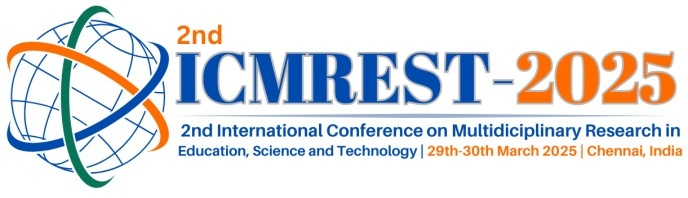 2nd
ICMREST-2025
2nd International Conference on Multidiciplinary Research in
Education, Science and Technology | 29th-30th March 2025 | Chennai, India